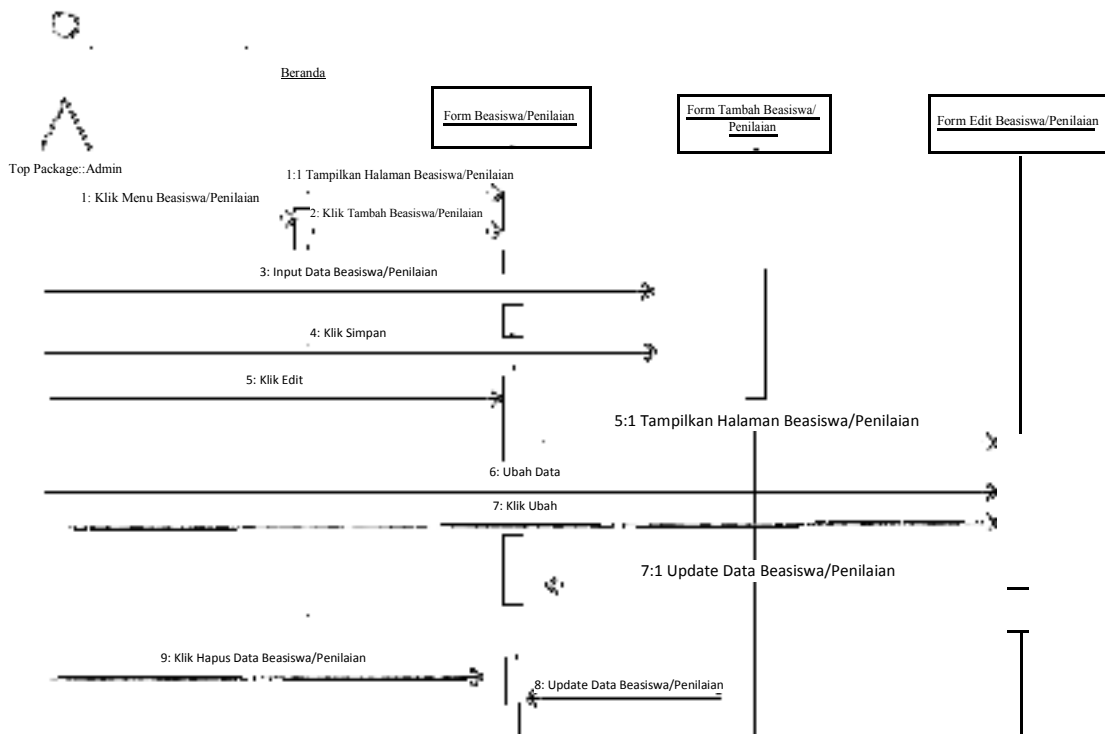 Beranda
Form Beasiswa/Penilaian
Form Tambah Beasiswa/
Penilaian
Form Edit Beasiswa/Penilaian
Top Package::Admin
1:1 Tampilkan Halaman Beasiswa/Penilaian
1: Klik Menu Beasiswa/Penilaian
2: Klik Tambah Beasiswa/Penilaian
3: Input Data Beasiswa/Penilaian
4: Klik Simpan
5: Klik Edit
5:1 Tampilkan Halaman Beasiswa/Penilaian
6: Ubah Data
7: Klik Ubah
7:1 Update Data Beasiswa/Penilaian
9: Klik Hapus Data Beasiswa/Penilaian
8: Update Data Beasiswa/Penilaian